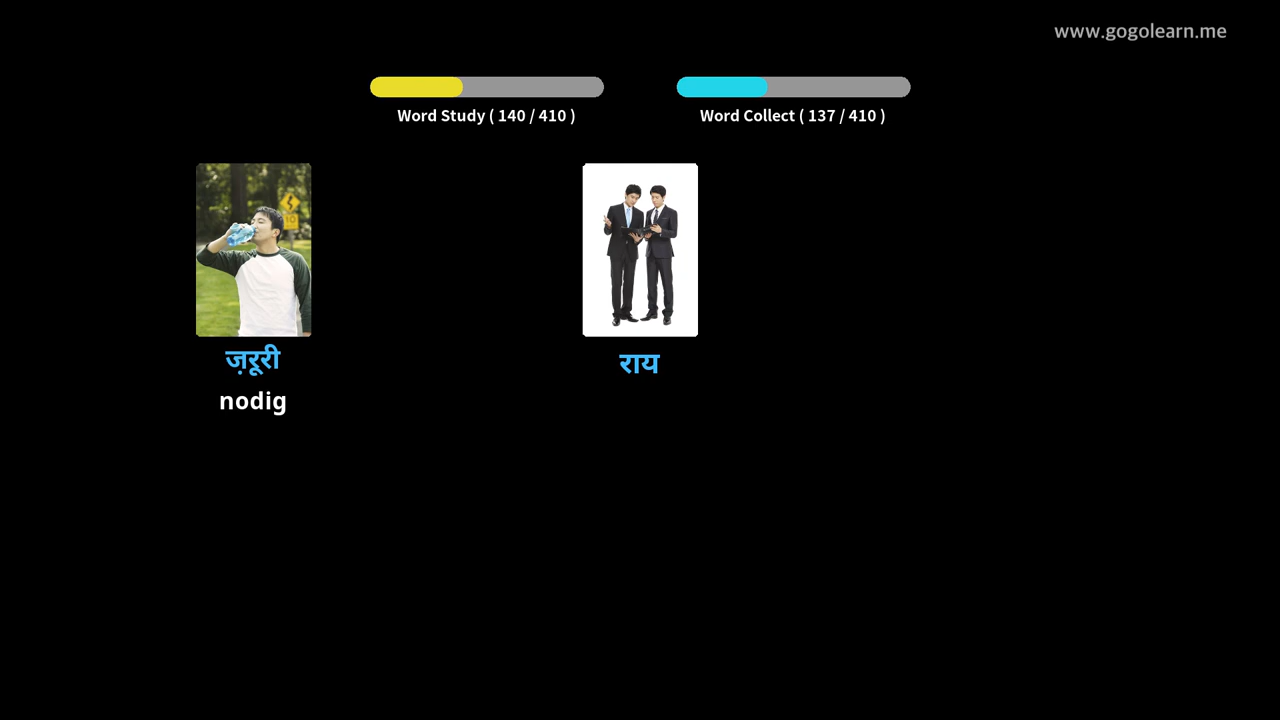 www.gogolearn.me
Word Study ( 140 / 410 )
Word Collect ( 137 / 410 )
ज़रूरी
nodig
राय